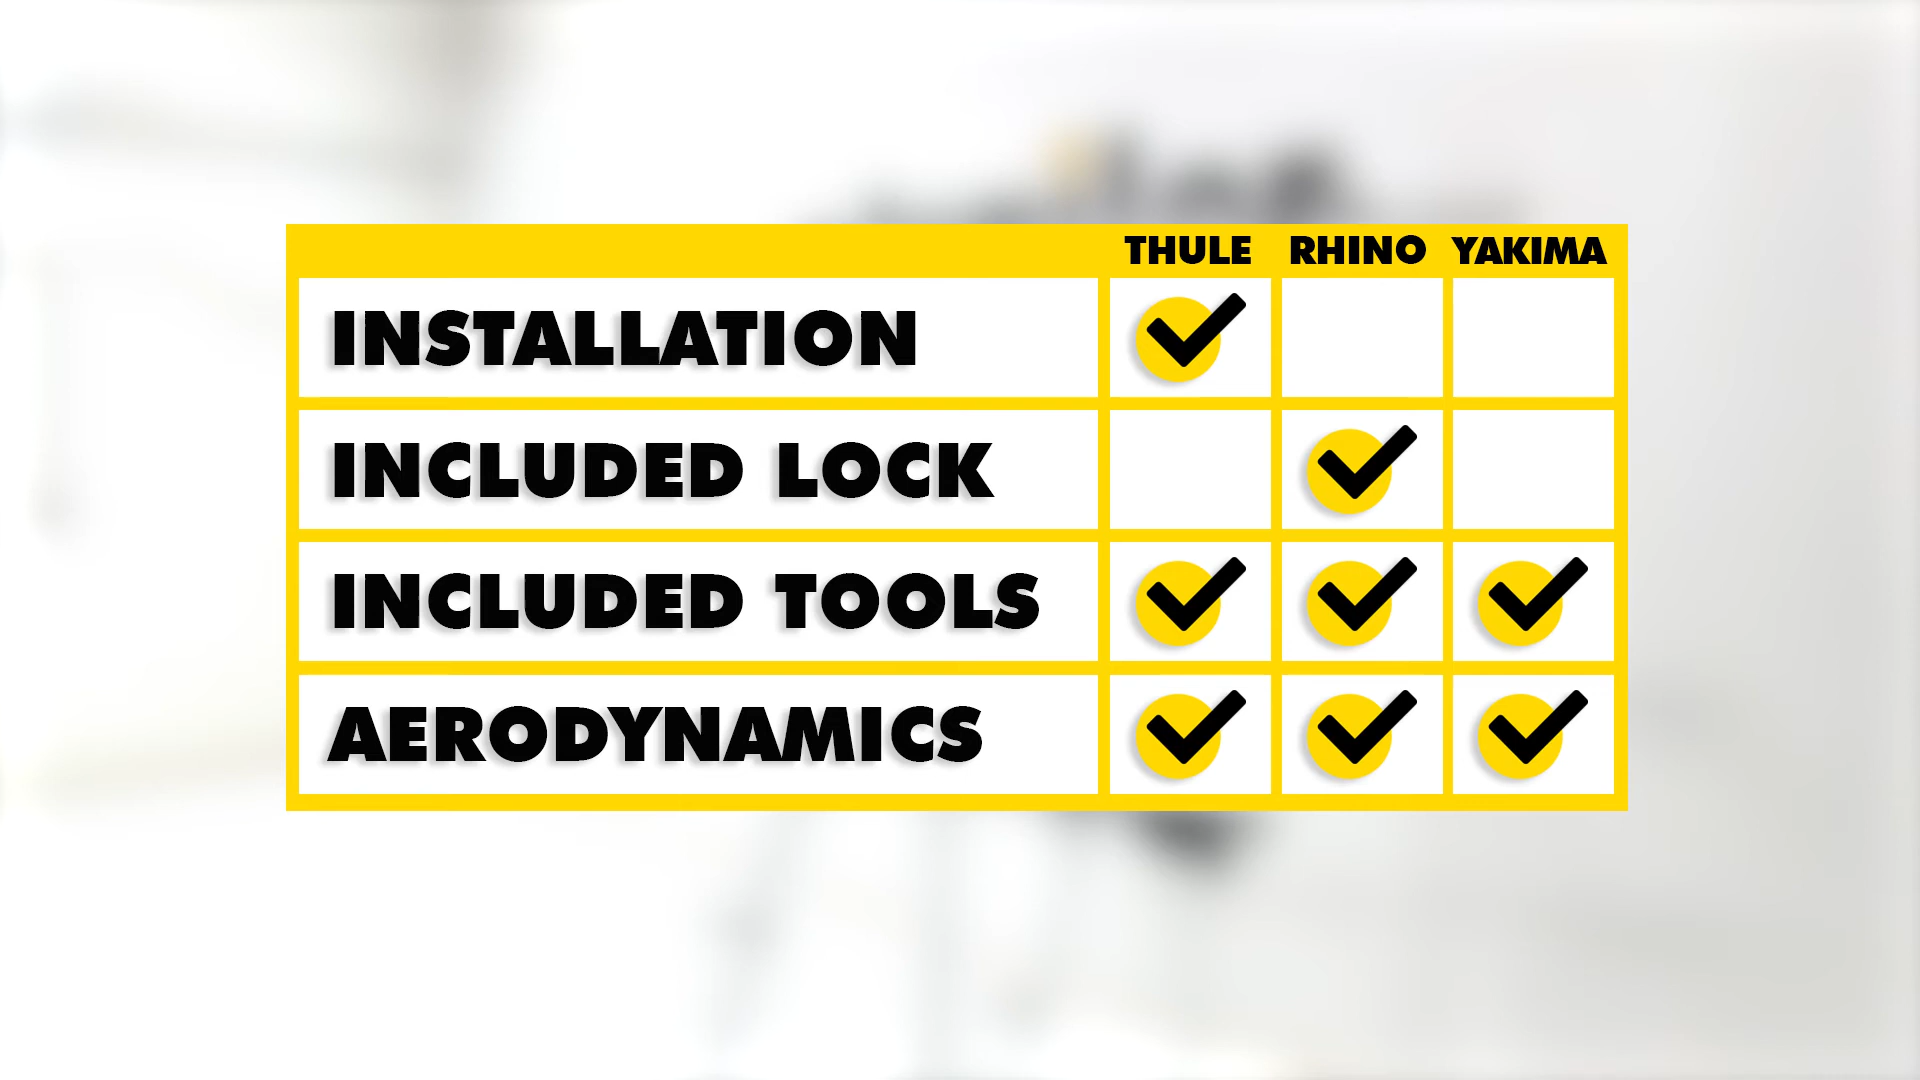 THULE RHINO YAKIMA
INSTALLATION
INCLUDED LOCK
INCLUDED TOOLS
AERODYNAMICS